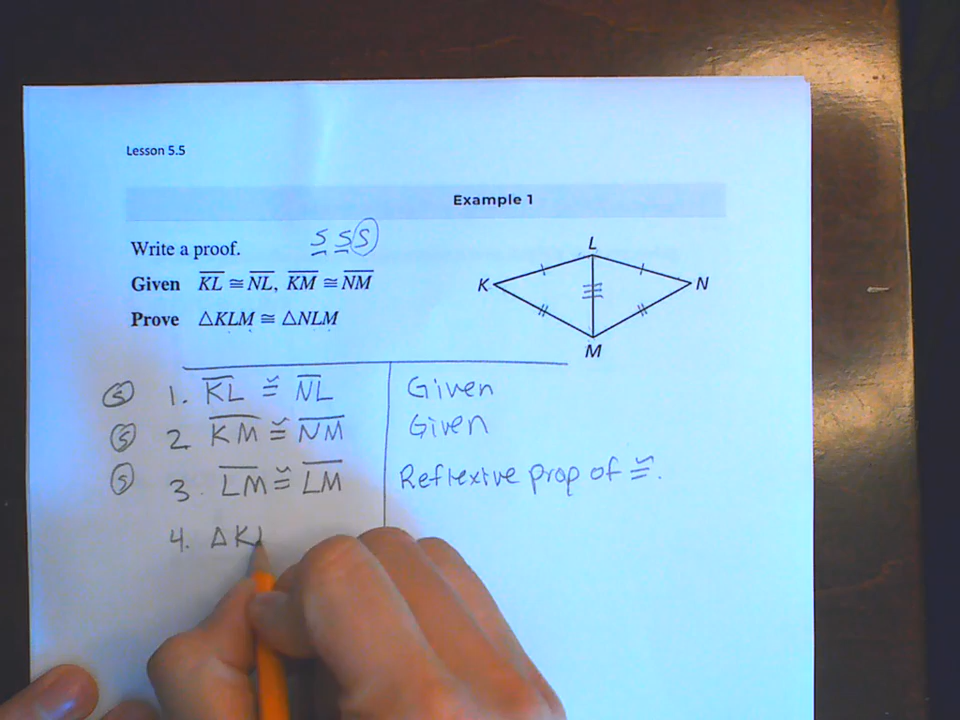 Lesson 5.5
Example 1
Write a proof.
S S S
Given KL ≅ NL, KM ≅ NM
Prove △KLM ≅ △NLM
L
K
N
M
S 1. KL ≅ NL Given
S 2 KM ≅ NM Given
S 3. LM ≅ LM Reflexive prop of ≅.
4. △KL